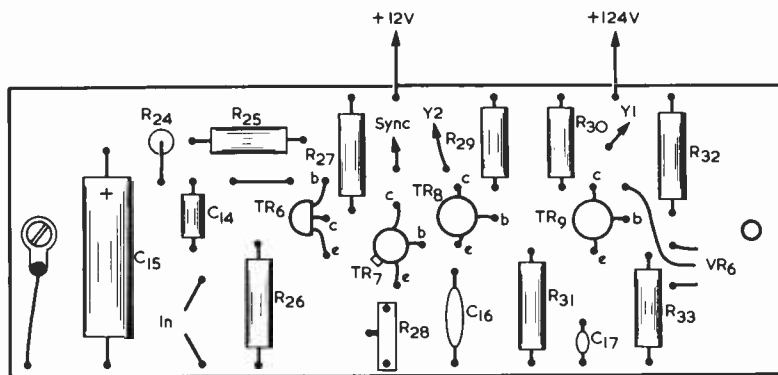 +12V
+124V
R24
R25
R27
Sync
Y2
R29
R30
Y1
R32
+
C14
b
TR6
c
e
c
TR7
b
e
c
TR8
b
e
c
TR9
b
e
VR6
C15
In
R26
R28
C16
R31
C17
R33